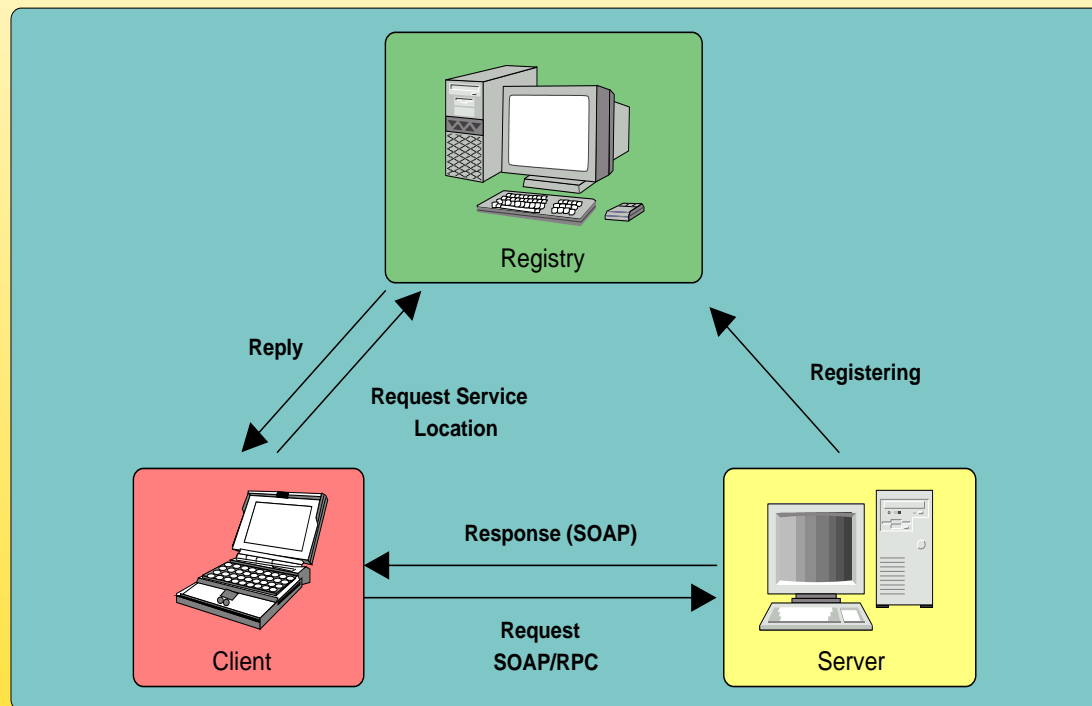 Registry
Reply
Registering
Request Service
Location
Response (SOAP)
Request
SOAP/RPC
Client
Server